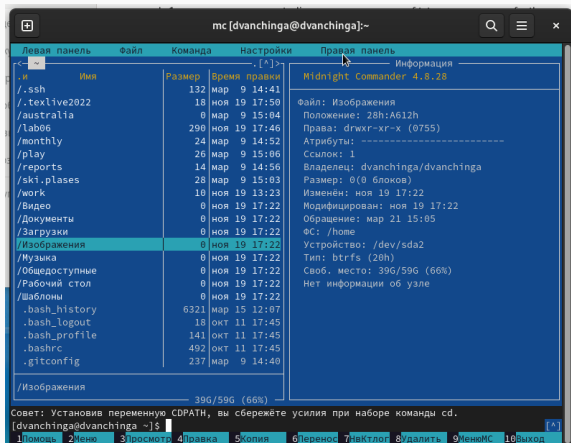 mc [dvanchinga@dvanchinga]:~
Левая панель Файл Команда Настройки Правая панель
<- ~ .[^]>
.и Имя Размер Время правки
/.ssh 132 мар 9 14:41
/.texlive2022 18 ноя 19 17:50
/australia 0 мар 9 15:04
/lab06 290 ноя 19 17:46
/monthly 24 мар 9 14:52
/play 26 мар 9 15:06
/reports 14 мар 9 14:56
/ski.plases 28 мар 9 15:03
/work 10 ноя 19 13:23
/Видео 0 ноя 19 17:22
/Документы 0 ноя 19 17:22
/Загрузки 0 ноя 19 17:22
/Изображения 0 ноя 19 17:22
/Музыка 0 ноя 19 17:22
/Общедоступные 0 ноя 19 17:22
/Рабочий стол 0 ноя 19 17:22
/Шаблоны 0 ноя 19 17:22
.bash_history 6321 мар 15 12:07
.bash_logout 18 окт 11 17:45
.bash_profile 141 окт 11 17:45
.bashrc 492 окт 11 17:45
.gitconfig 237 мар 9 14:40
/Изображения
39G/59G (66%)
Информация
Midnight Commander 4.8.28
Файл: Изображения
Положение: 28h:A612h
Права: drwxr-xr-x (0755)
Атрибуты: ------------------------
Ссылок: 1
Владелец: dvanchinga/dvanchinga
Размер: 0(0 блоков)
Изменён: ноя 19 17:22
Модифицирован: ноя 19 17:22
Обращение: мар 21 15:05
ФС: /home
Устройство: /dev/sda2
Тип: btrfs (20h)
Своб. место: 39G/59G (66%)
Нет информации об узле
Совет: Установив переменную CDPATH, вы сбережёте усилия при наборе команды cd.
[dvanchinga@dvanchinga ~]$ [^]
1Помощь 2Меню 3Просмотр 4Правка 5Копия 6Перенос 7НвКтлог 8Удалить 9МенюMC 10Выход